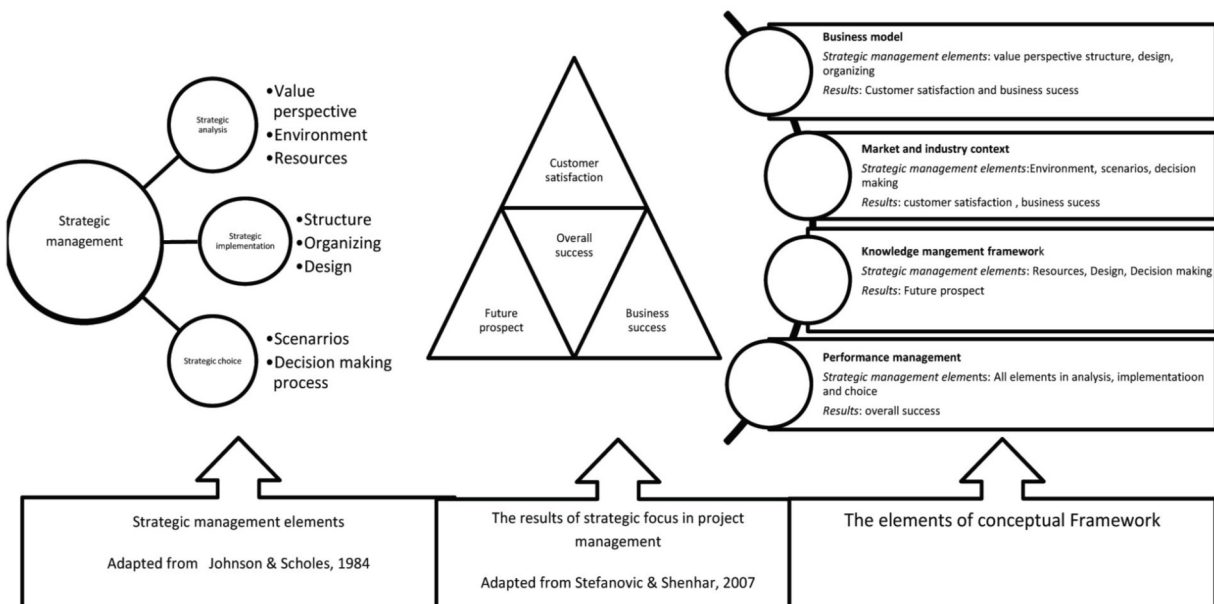 Strategic
management
Strategic
analysis
•Value
perspective
•Environment
•Resources
Strategic
implementation
•Structure
•Organizing
•Design
Strategic choice
•Scenarrios
•Decision making
process
Customer
satisfaction
Overall
success
Future
prospect
Business
success
Business model
Strategic management elements: value perspective structure, design,
organizing
Results: Customer satisfaction and business sucess
Market and industry context
Strategic management elements:Environment, scenarios, decision
making
Results: customer satisfaction , business sucess
Knowledge mangement framework
Strategic management elements: Resources, Design, Decision making
Results: Future prospect
Performance management
Strategic management elements: All elements in analysis, implementatioon
and choice
Results: overall success
Strategic management elements
Adapted from Johnson & Scholes, 1984
The results of strategic focus in project
management
Adapted from Stefanovic & Shenhar, 2007
The elements of conceptual Framework